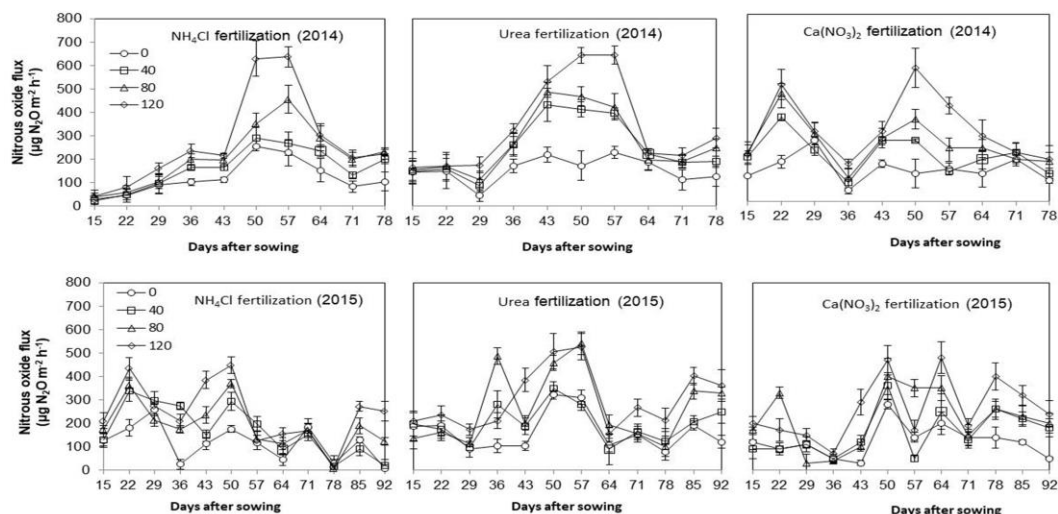 NH₄Cl fertilization (2014)
Urea fertilization (2014)
Ca(NO₃)₂ fertilization (2014)
800
700
600
500
400
300
200
100
0
0
40
80
120
Nitrous oxide flux
(µg N₂O m⁻² h⁻¹)
15 22 29 36 43 50 57 64 71 78
15 22 29 36 43 50 57 64 71 78
15 22 29 36 43 50 57 64 71 78
Days after sowing
Days after sowing
Days after sowing
NH₄Cl fertilization (2015)
Urea fertilization (2015)
Ca(NO₃)₂ fertilization (2015)
800
700
600
500
400
300
200
100
0
0
40
80
120
Nitrous oxide flux
(µg N₂O m⁻² h⁻¹)
15 22 29 36 43 50 57 64 71 78 85 92
15 22 29 36 43 50 57 64 71 78 85 92
15 22 29 36 43 50 57 64 71 78 85 92
Days after sowing
Days after sowing
Days after sowing